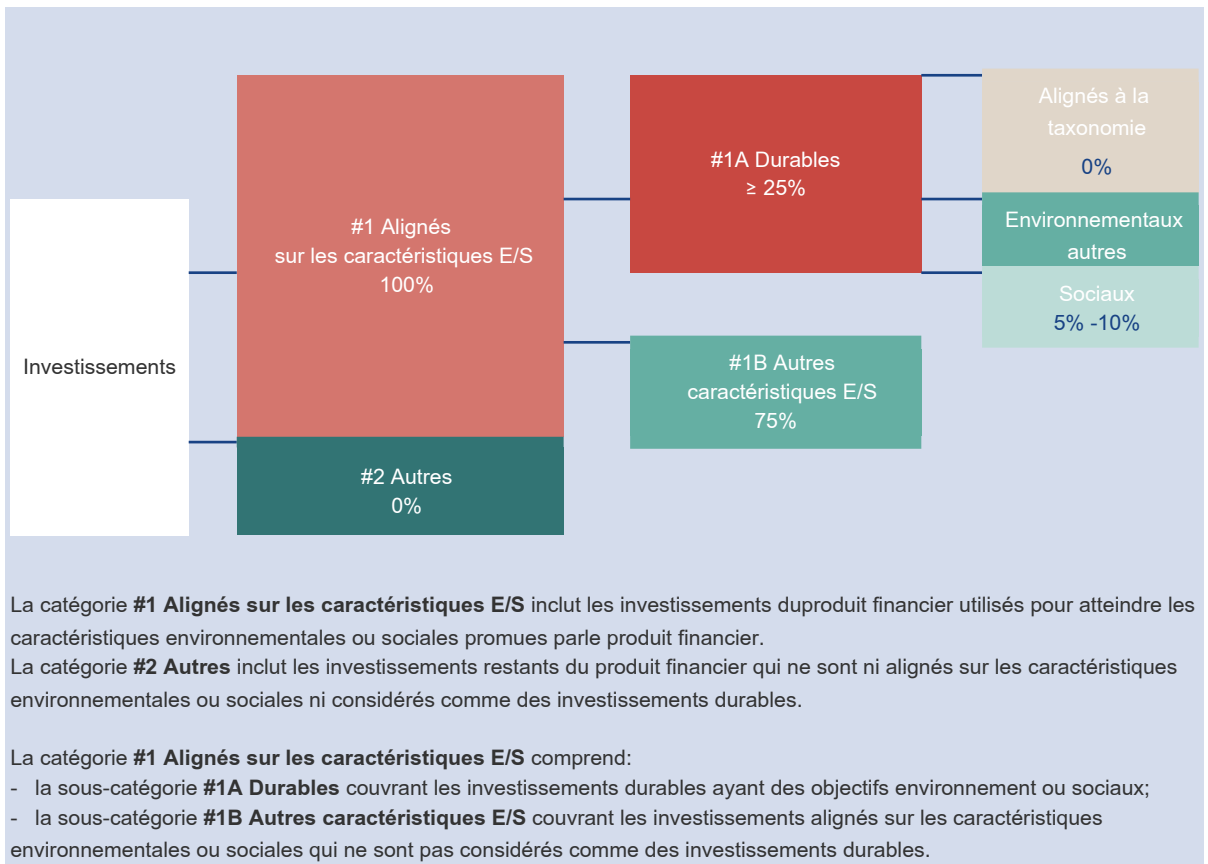 Investissements
#1 Alignés
sur les caractéristiques E/S
100%
#2 Autres
0%
#1A Durables
≥ 25%
#1B Autres
caractéristiques E/S
75%
Alignés à la
taxonomie
0%
Environnementaux
autres
Sociaux
5% -10%
La catégorie #1 Alignés sur les caractéristiques E/S inclut les investissements duproduit financier utilisés pour atteindre les
caractéristiques environnementales ou sociales promues parle produit financier.
La catégorie #2 Autres inclut les investissements restants du produit financier qui ne sont ni alignés sur les caractéristiques
environnementales ou sociales ni considérés comme des investissements durables.
La catégorie #1 Alignés sur les caractéristiques E/S comprend:
- la sous-catégorie #1A Durables couvrant les investissements durables ayant des objectifs environnement ou sociaux;
- la sous-catégorie #1B Autres caractéristiques E/S couvrant les investissements alignés sur les caractéristiques
environnementales ou sociales qui ne sont pas considérés comme des investissements durables.